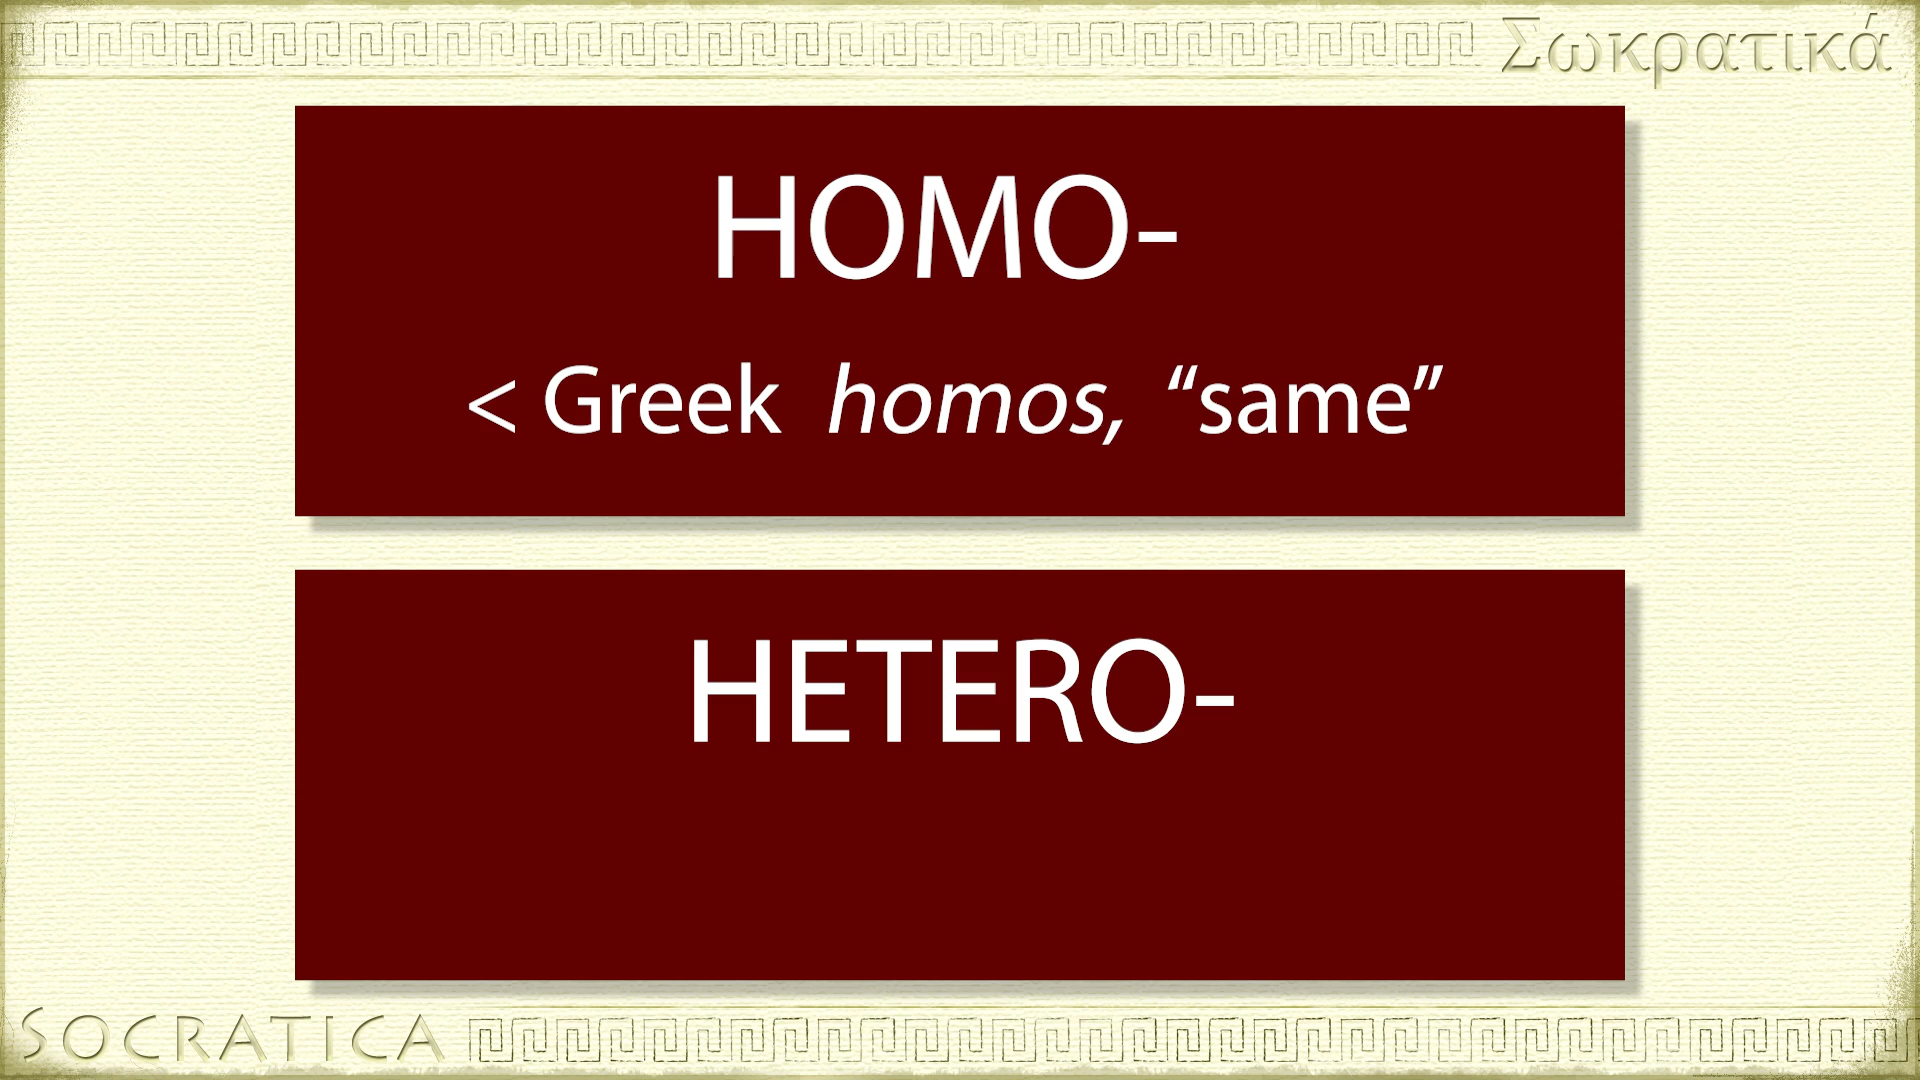 Σωκρατικά
HOMO-
< Greek homos, “same”
HETERO-
SOCRATICA